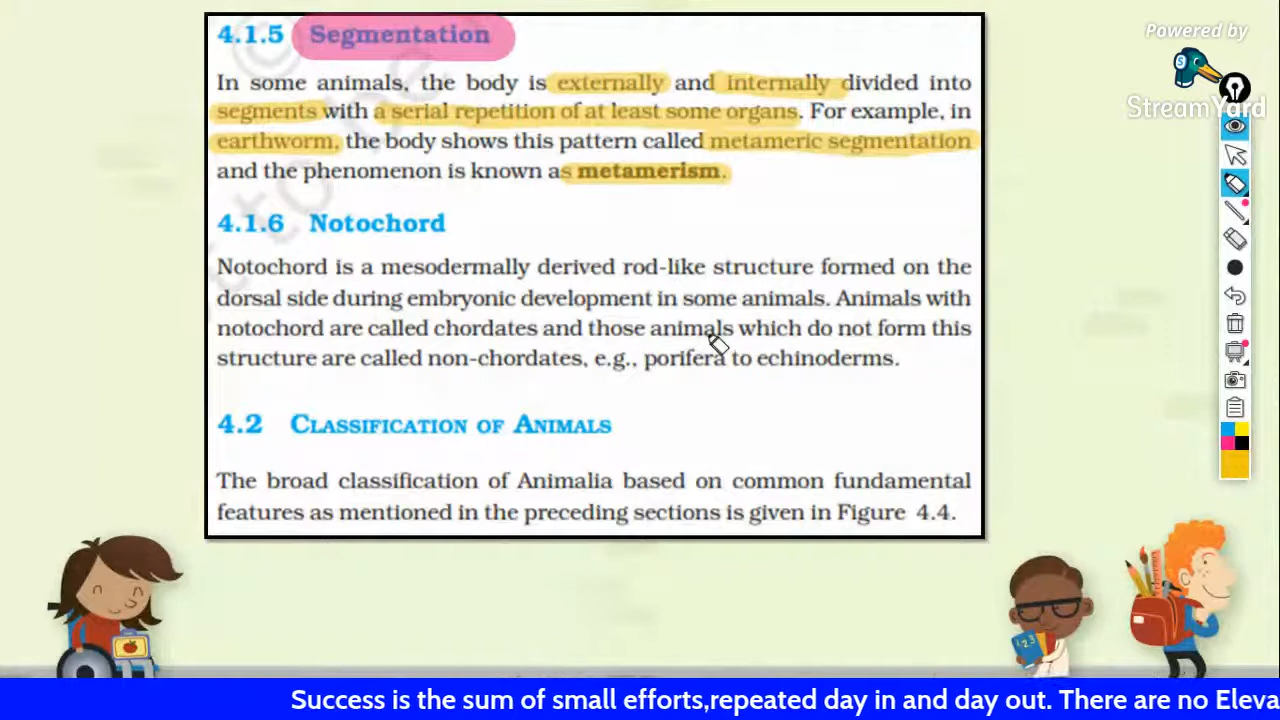 4.1.5 Segmentation
In some animals, the body is externally and internally divided into
segments with a serial repetition of at least some organs. For example, in
earthworm, the body shows this pattern called metameric segmentation
and the phenomenon is known as metamerism.
4.1.6 Notochord
Notochord is a mesodermally derived rod-like structure formed on the
dorsal side during embryonic development in some animals. Animals with
notochord are called chordates and those animals which do not form this
structure are called non-chordates, e.g., porifera to echinoderms.
4.2 CLASSIFICATION OF ANIMALS
The broad classification of Animalia based on common fundamental
features as mentioned in the preceding sections is given in Figure 4.4.
Powered by
StreamYard
123
Success is the sum of small efforts,repeated day in and day out. There are no Eleva